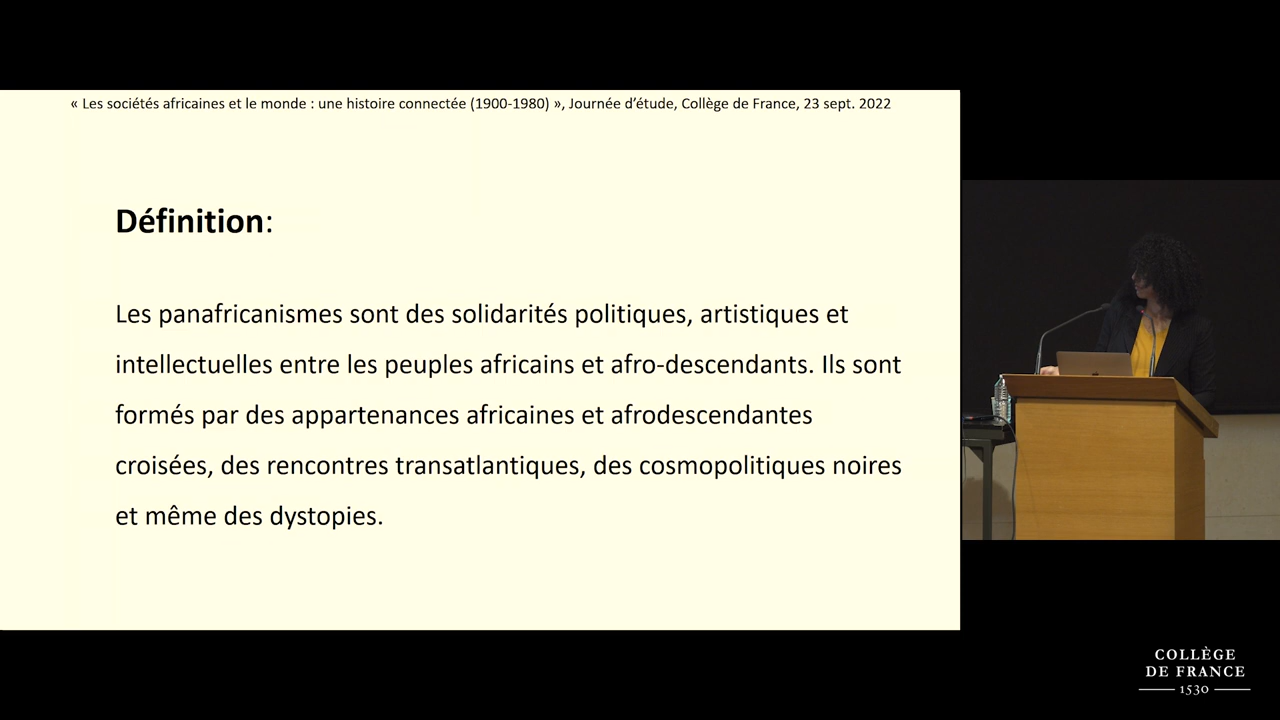 « Les sociétés africaines et le monde : une histoire connectée (1900-1980) », Journée d'étude, Collège de France, 23 sept. 2022
Définition:
Les panafricanismes sont des solidarités politiques, artistiques et
intellectuelles entre les peuples africains et afro-descendants. Ils sont
formés par des appartenances africaines et afrodescendantes
croisées, des rencontres transatlantiques, des cosmopolitiques noires
et même des dystopies.
COLLÈGE
DE FRANCE
1530